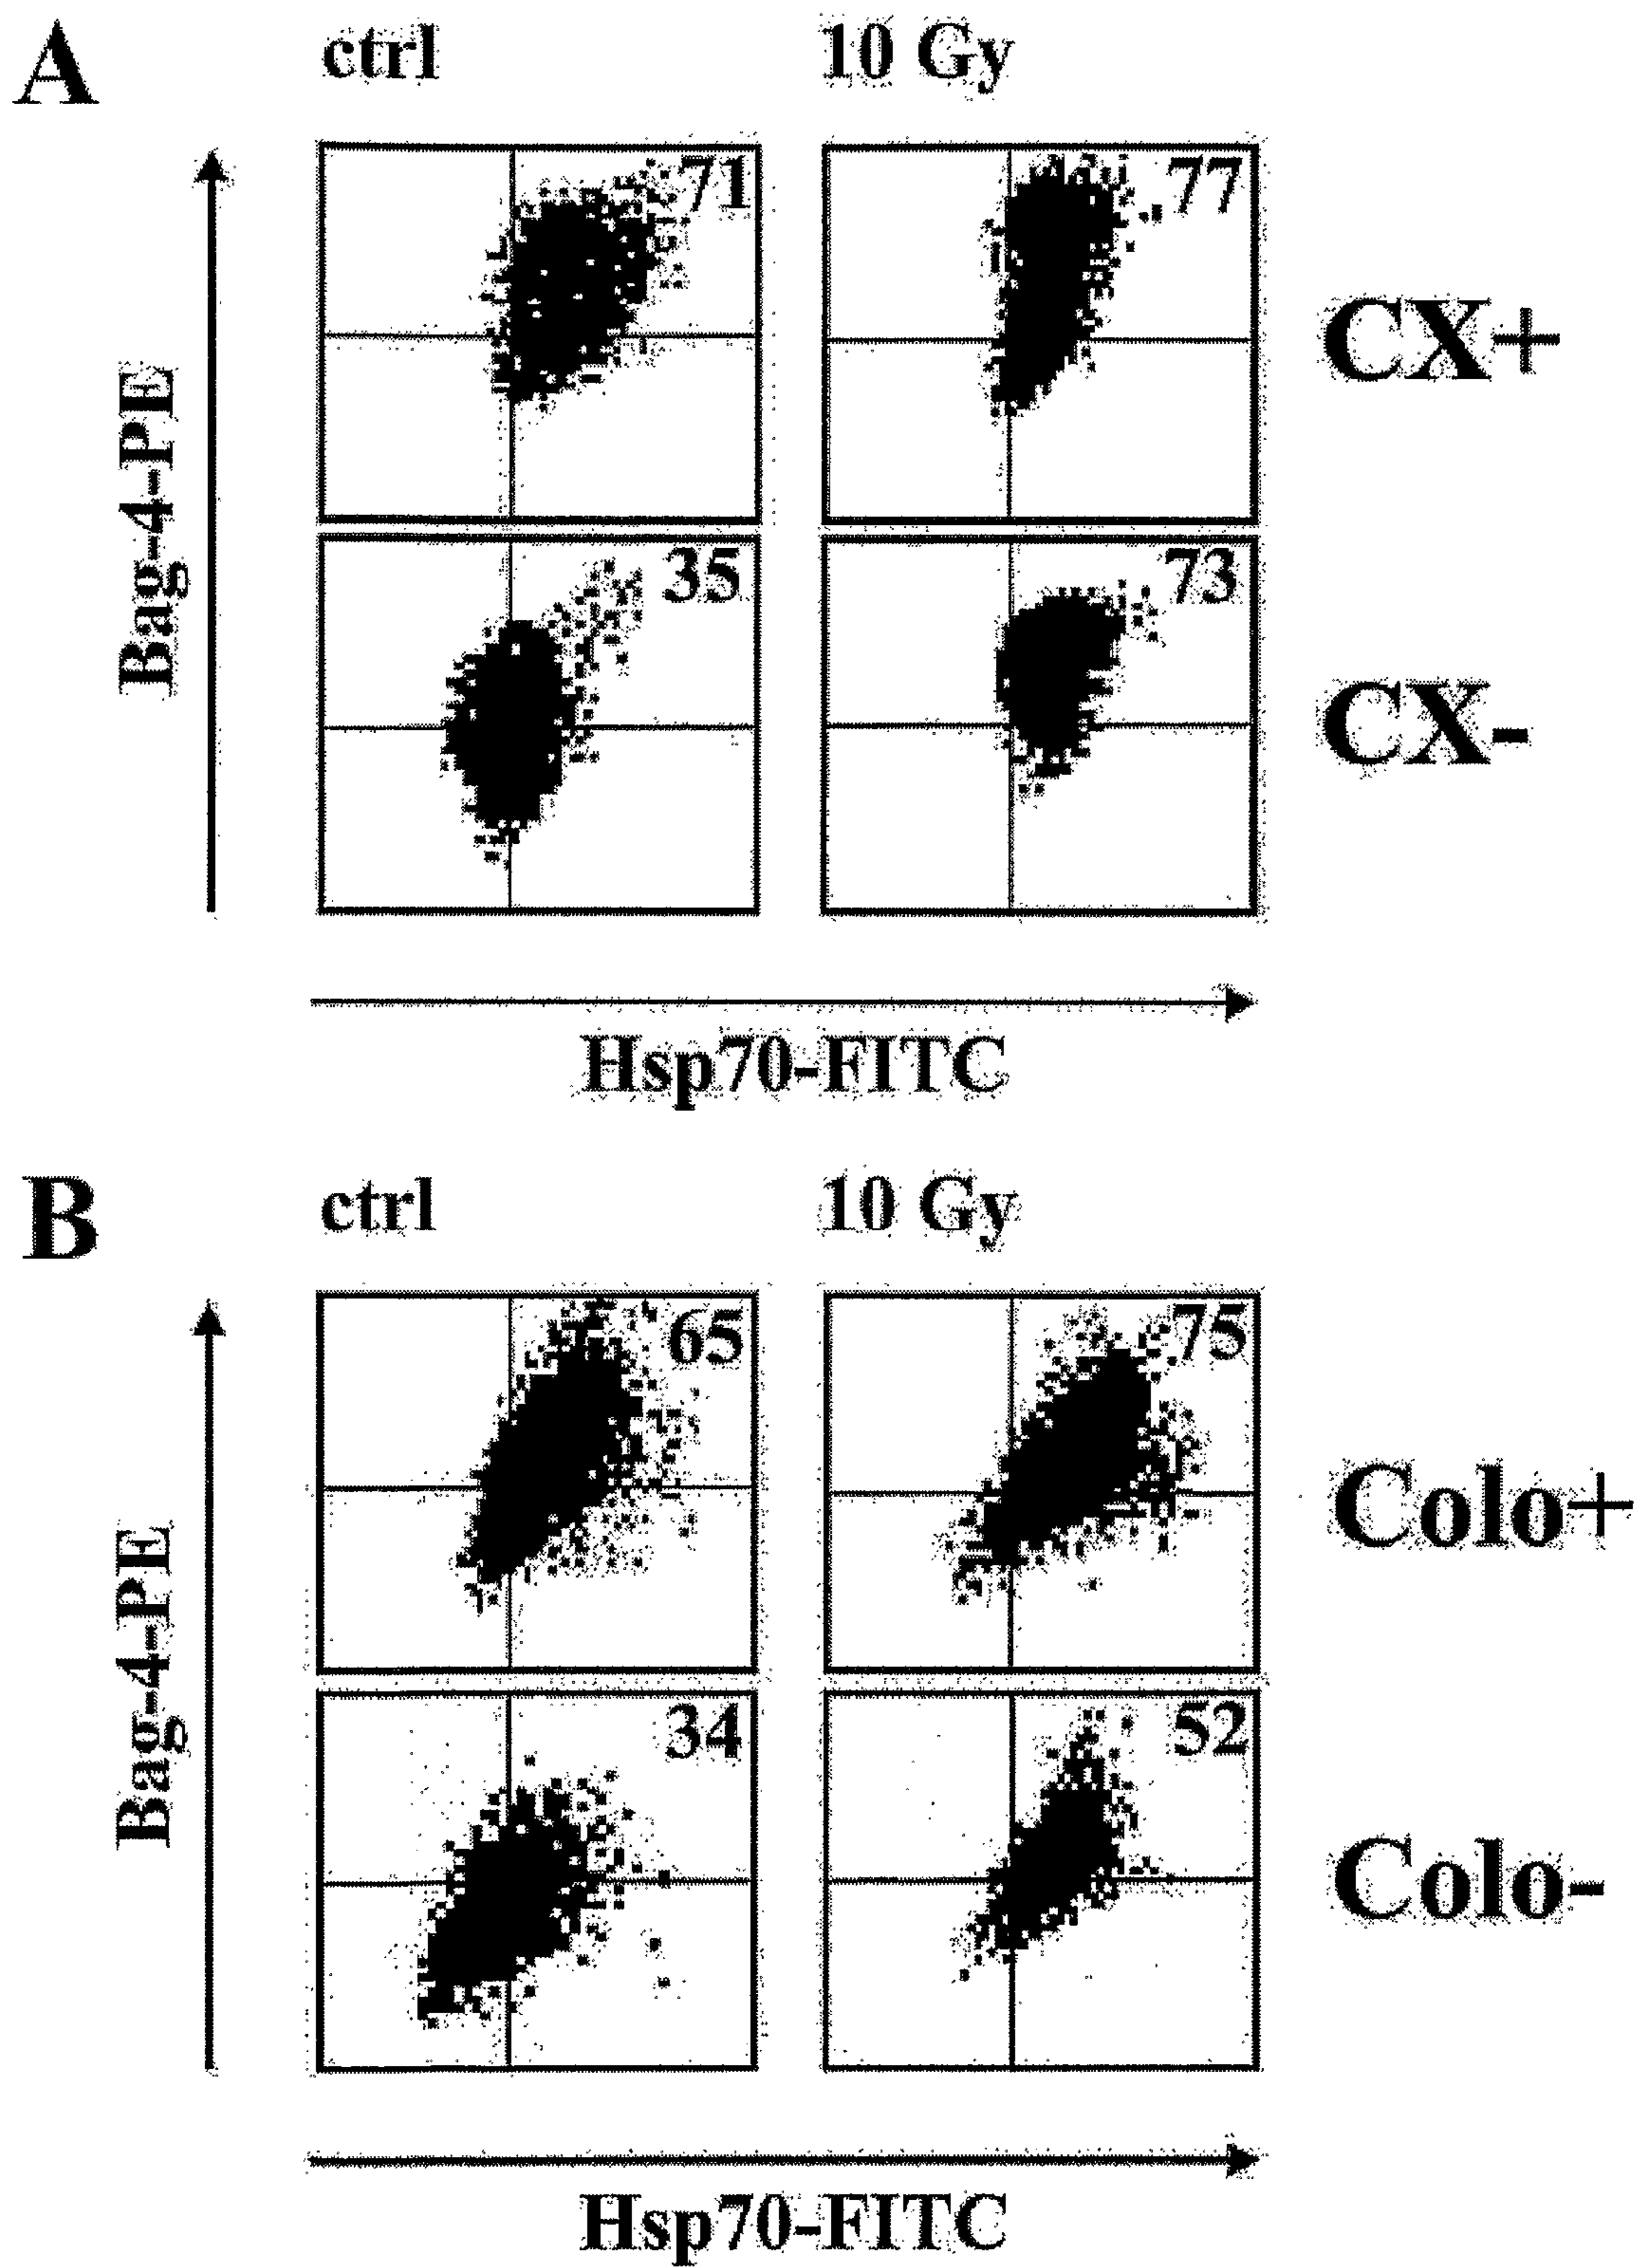 A
ctrl
10 Gy
71
77
CX+
35
73
CX-
Bag-4-PE
Hsp70-FITC
B
ctrl
10 Gy
65
75
Colo+
34
52
Colo-
Bag-4-PE
Hsp70-FITC